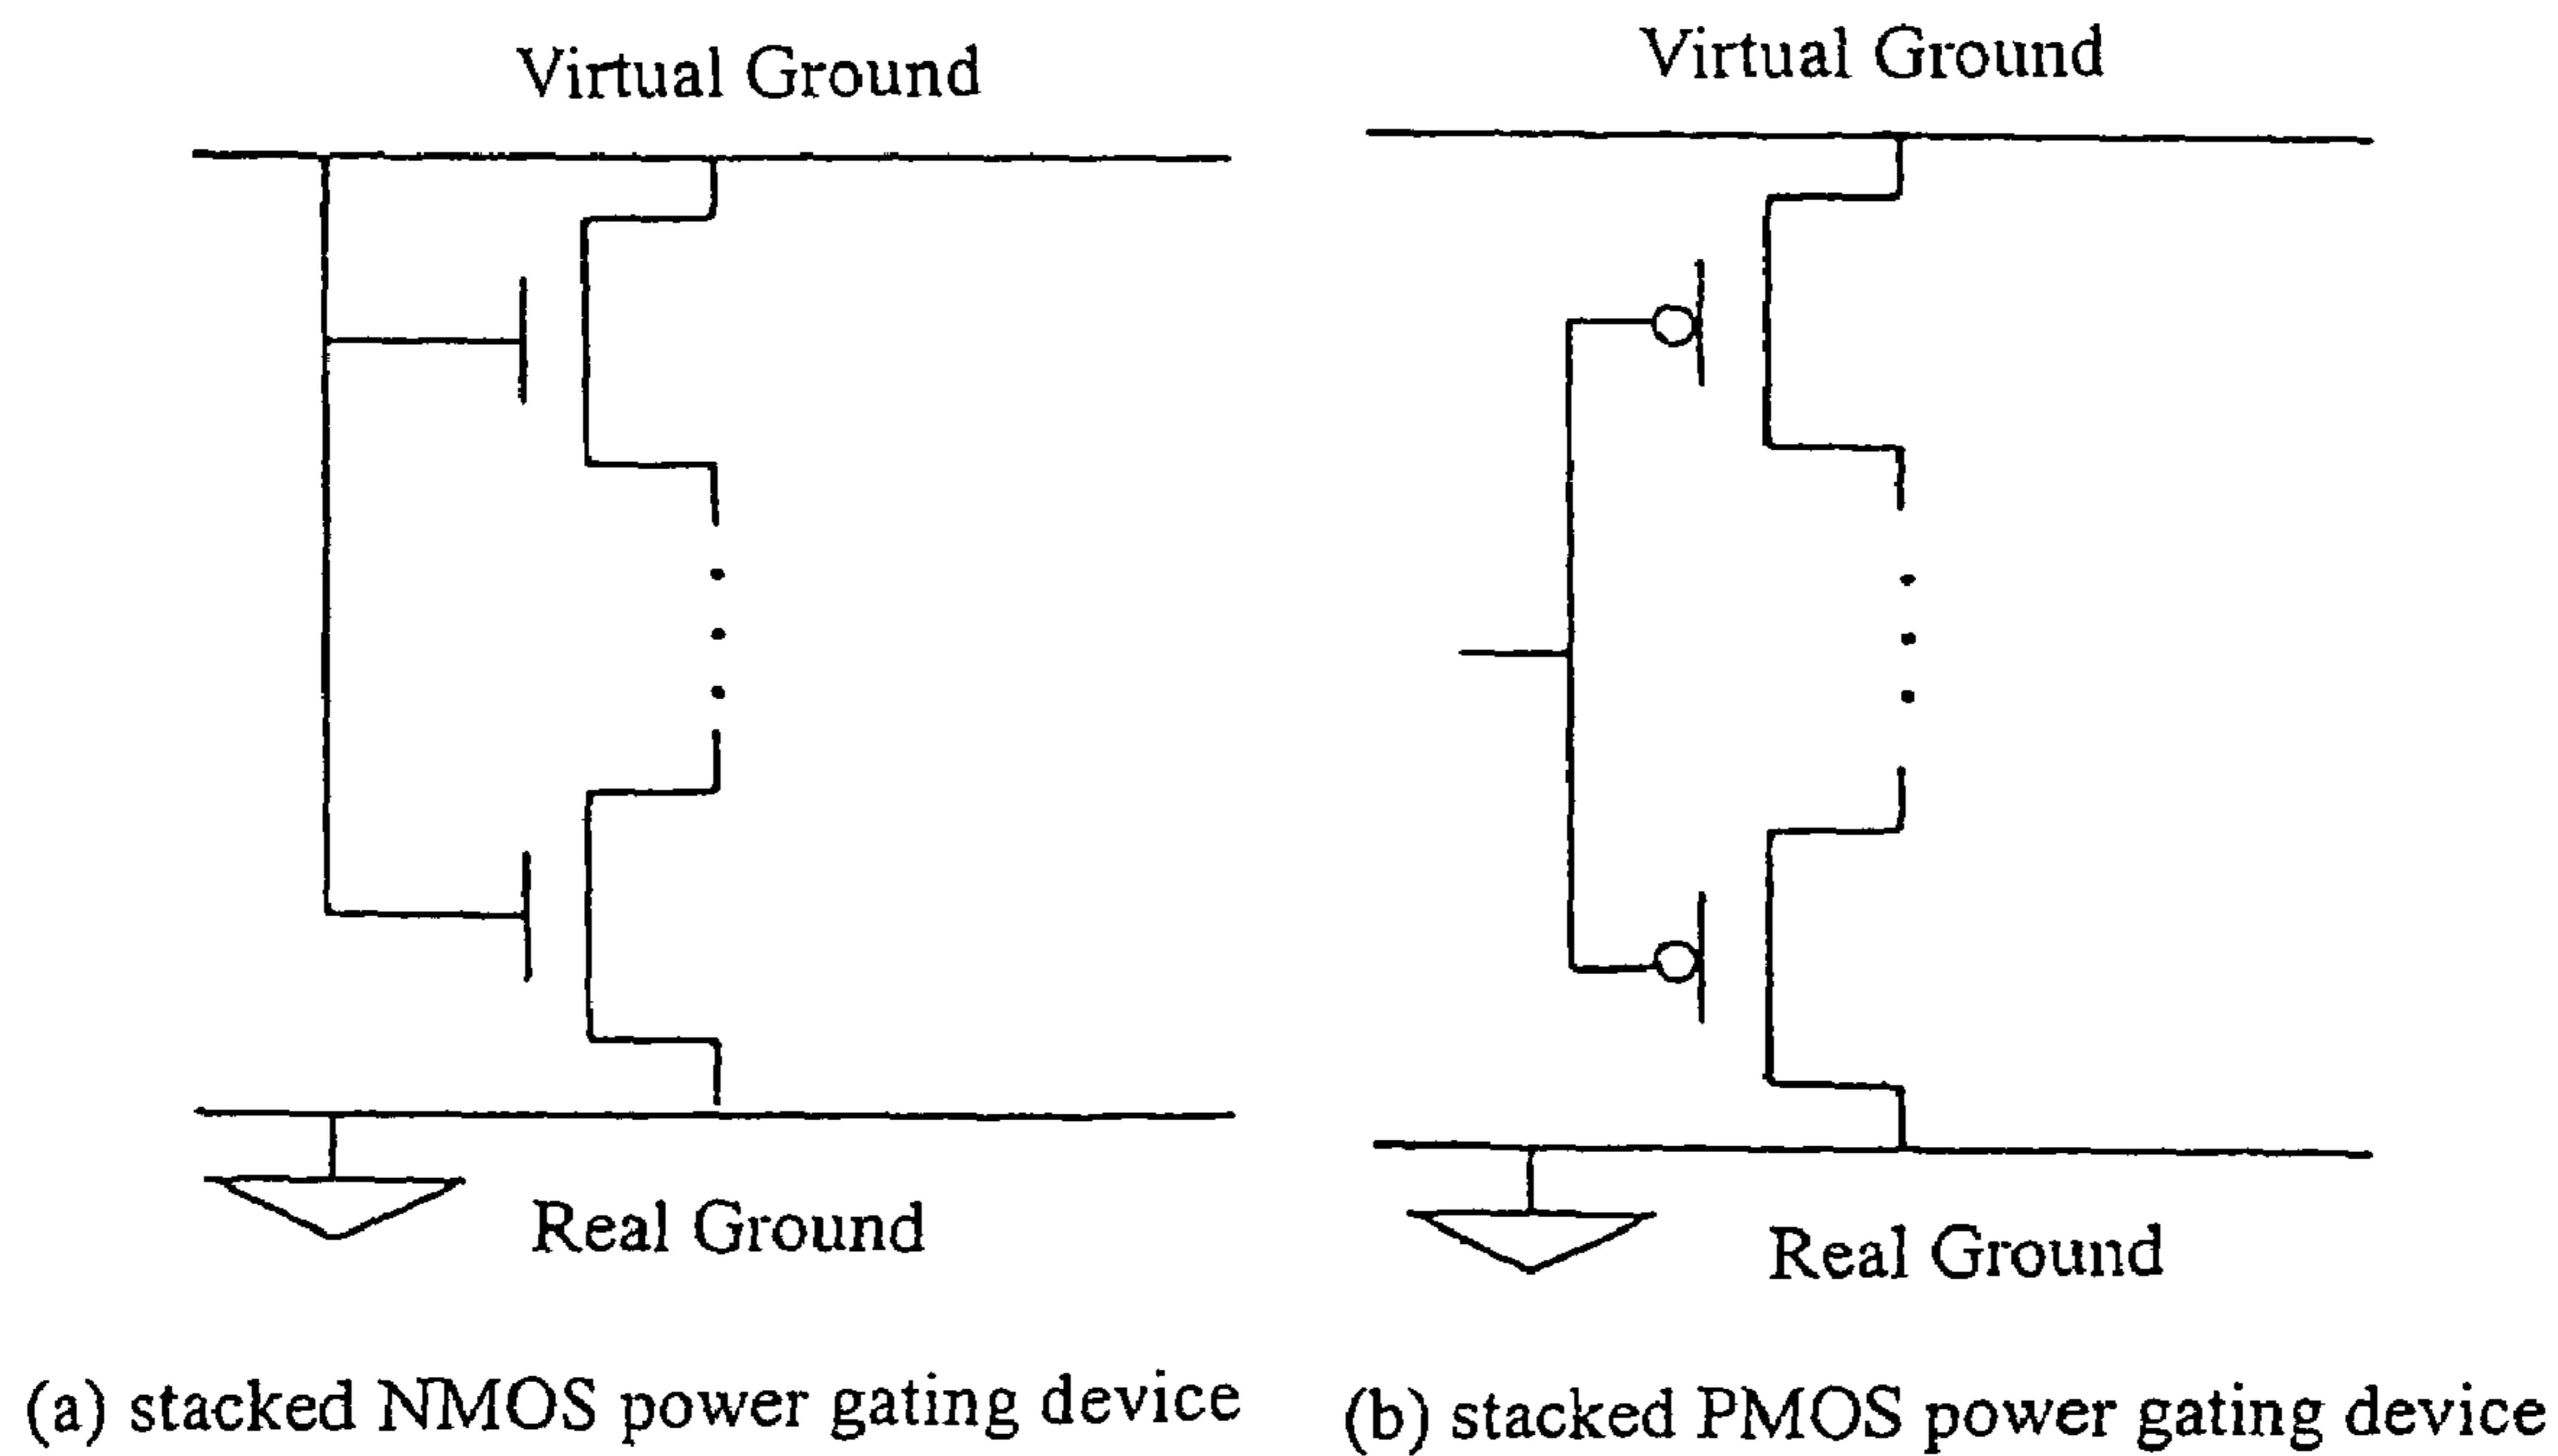 Virtual Ground
Real Ground
(a) stacked NMOS power gating device
Virtual Ground
Real Ground
(b) stacked PMOS power gating device